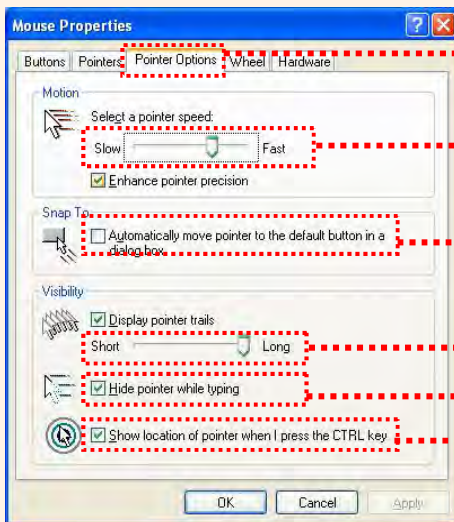 Mouse Properties
Buttons Pointers Pointer Options Wheel Hardware
Motion
Select a pointer speed:
Slow Fast
Enhance pointer precision
Snap To
Automatically move pointer to the default button in a
dialog box
Visibility
Display pointer trails
Short Long
Hide pointer while typing
Show location of pointer when I press the CTRL key
OK Cancel Apply